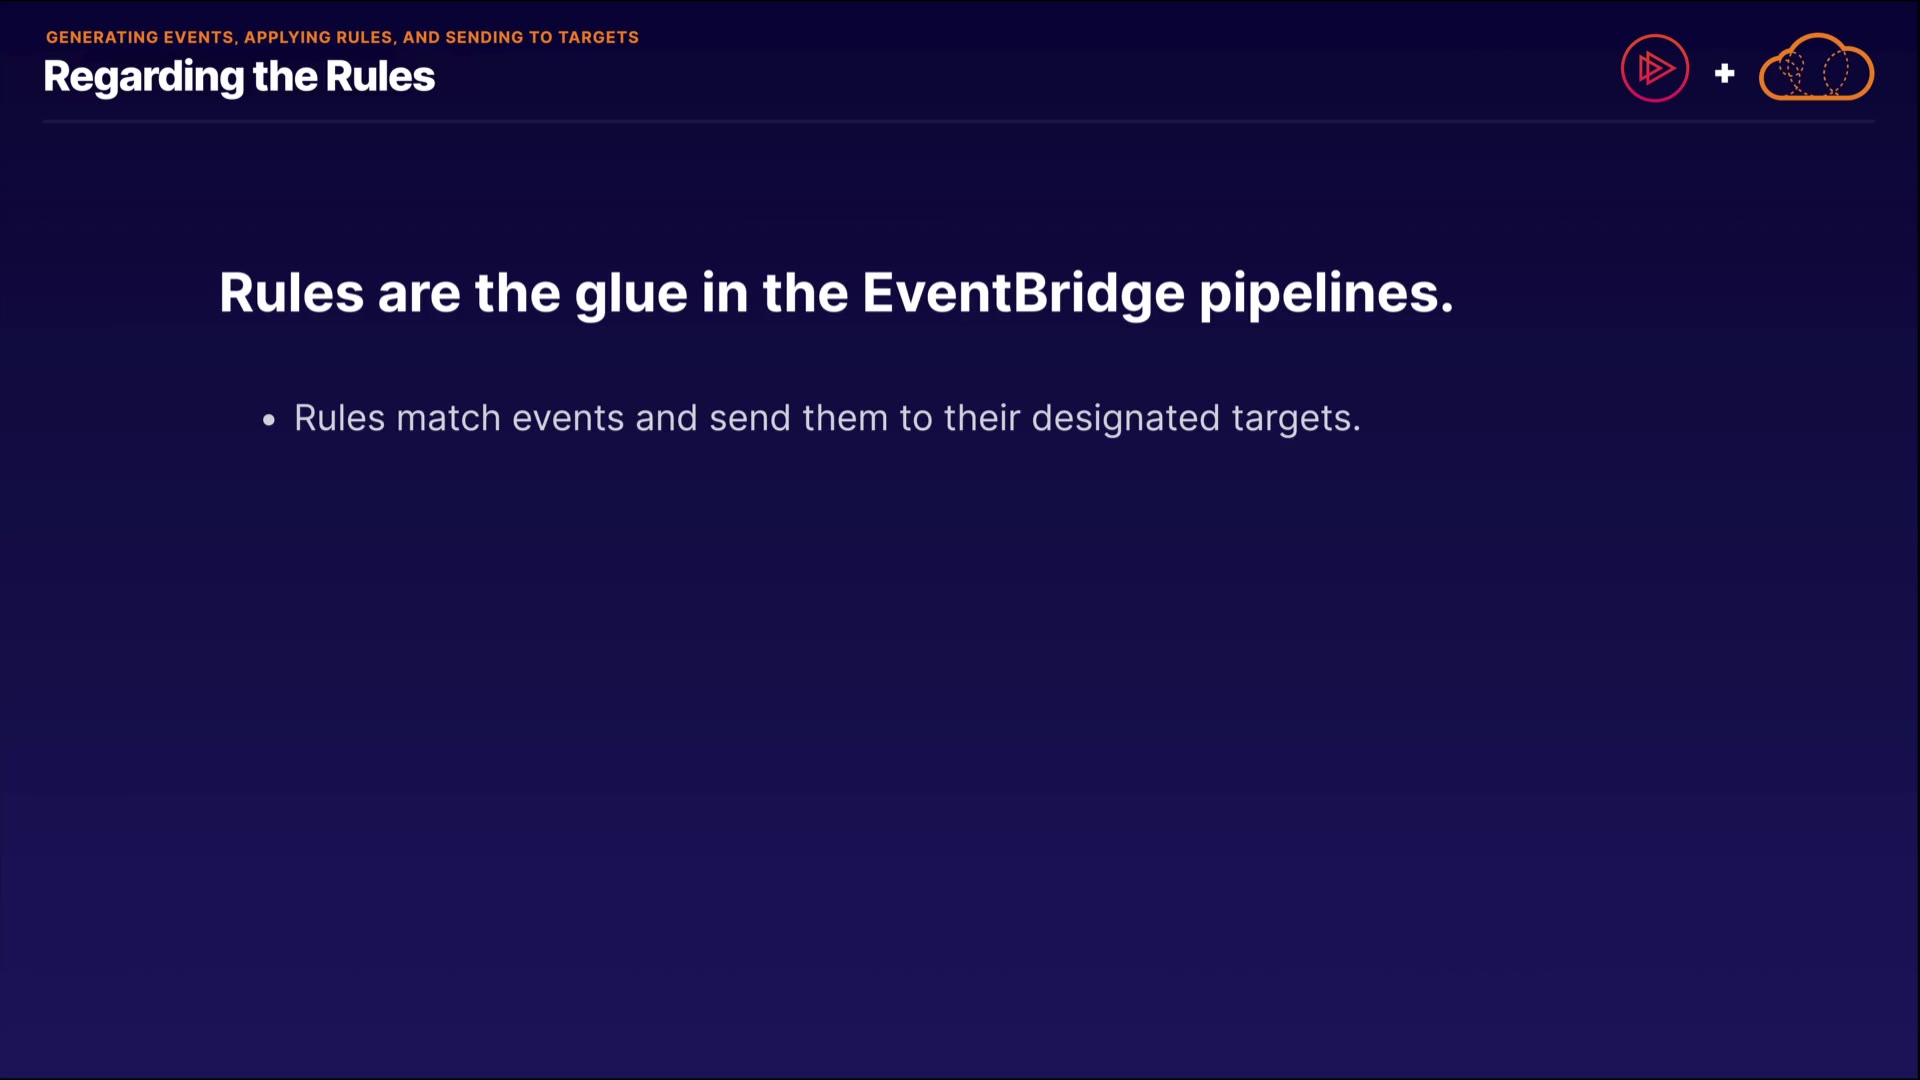 GENERATING EVENTS, APPLYING RULES, AND SENDING TO TARGETS
Regarding the Rules
Rules are the glue in the EventBridge pipelines.
• Rules match events and send them to their designated targets.